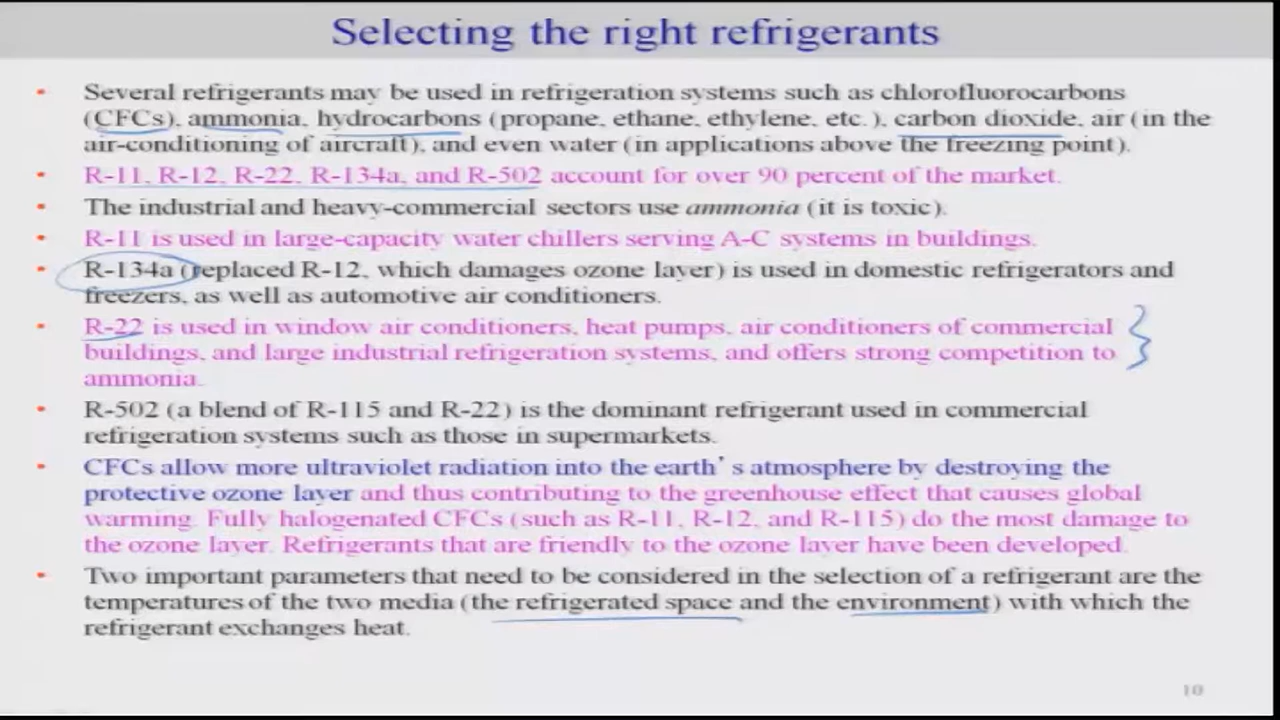 Selecting the right refrigerants
• Several refrigerants may be used in refrigeration systems such as chlorofluorocarbons
(CFCs), ammonia, hydrocarbons (propane, ethane, ethylene, etc.), carbon dioxide, air (in the
air-conditioning of aircraft), and even water (in applications above the freezing point).
• R-11, R-12, R-22, R-134a, and R-502 account for over 90 percent of the market.
• The industrial and heavy-commercial sectors use ammonia (it is toxic).
• R-11 is used in large-capacity water chillers serving A-C systems in buildings.
• R-134a (replaced R-12, which damages ozone layer) is used in domestic refrigerators and
freezers, as well as automotive air conditioners.
• R-22 is used in window air conditioners, heat pumps, air conditioners of commercial
buildings, and large industrial refrigeration systems, and offers strong competition to
ammonia.
• R-502 (a blend of R-115 and R-22) is the dominant refrigerant used in commercial
refrigeration systems such as those in supermarkets.
• CFCs allow more ultraviolet radiation into the earth's atmosphere by destroying the
protective ozone layer and thus contributing to the greenhouse effect that causes global
warming. Fully halogenated CFCs (such as R-11, R-12, and R-115) do the most damage to
the ozone layer. Refrigerants that are friendly to the ozone layer have been developed.
• Two important parameters that need to be considered in the selection of a refrigerant are the
temperatures of the two media (the refrigerated space and the environment) with which the
refrigerant exchanges heat.
10